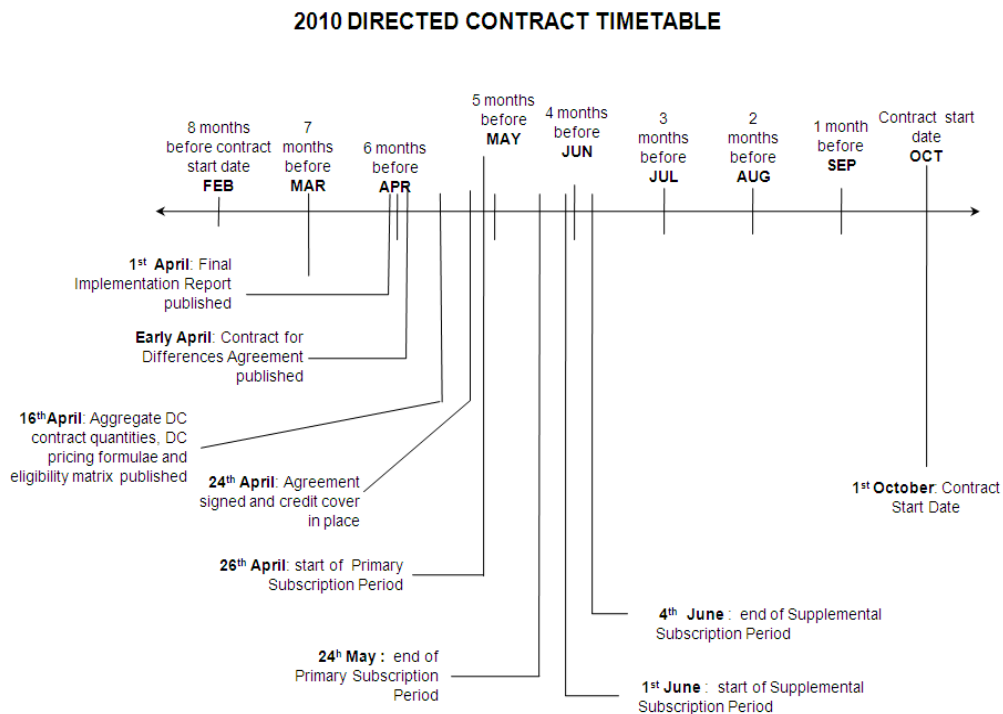 2010 DIRECTED CONTRACT TIMETABLE
8 months
before contract
start date
FEB
7
months
before
MAR
6 months
before
APR
5 months
before
MAY
4 months
before
JUN
3
months
before
JUL
2
months
before
AUG
1 month
before
SEP
Contract start
date
OCT
1st April: Final
Implementation Report
published
Early April: Contract for
Differences Agreement
published
16thApril: Aggregate DC
contract quantities, DC
pricing formulae and
eligibility matrix published
24th April: Agreement
signed and credit cover
in place
26th April: start of Primary
Subscription Period
24h May : end of
Primary Subscription
Period
1st October: Contract
Start Date
4th June : end of Supplemental
Subscription Period
1st June : start of Supplemental
Subscription Period